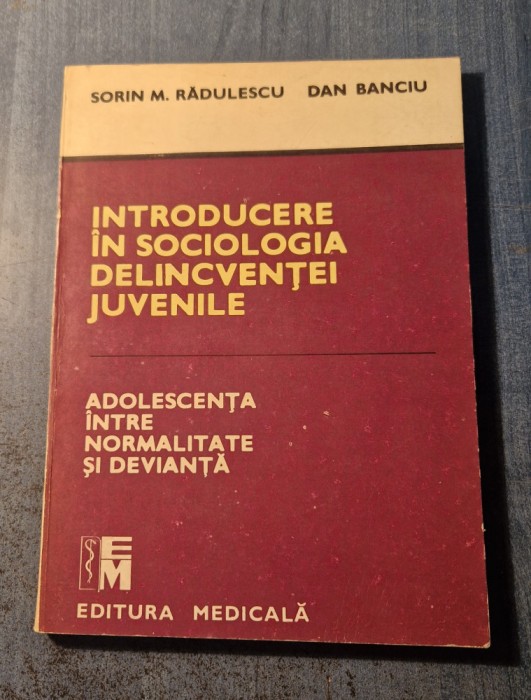 SORIN M. RĂDULESCU DAN BANCIU
INTRODUCERE
ÎN SOCIOLOGIA
DELINCVENŢEI
JUVENILE
ADOLESCENŢA
ÎNTRE
NORMALITATE
ŞI DEVIANŢĂ
EM
EDITURA MEDICALĂ